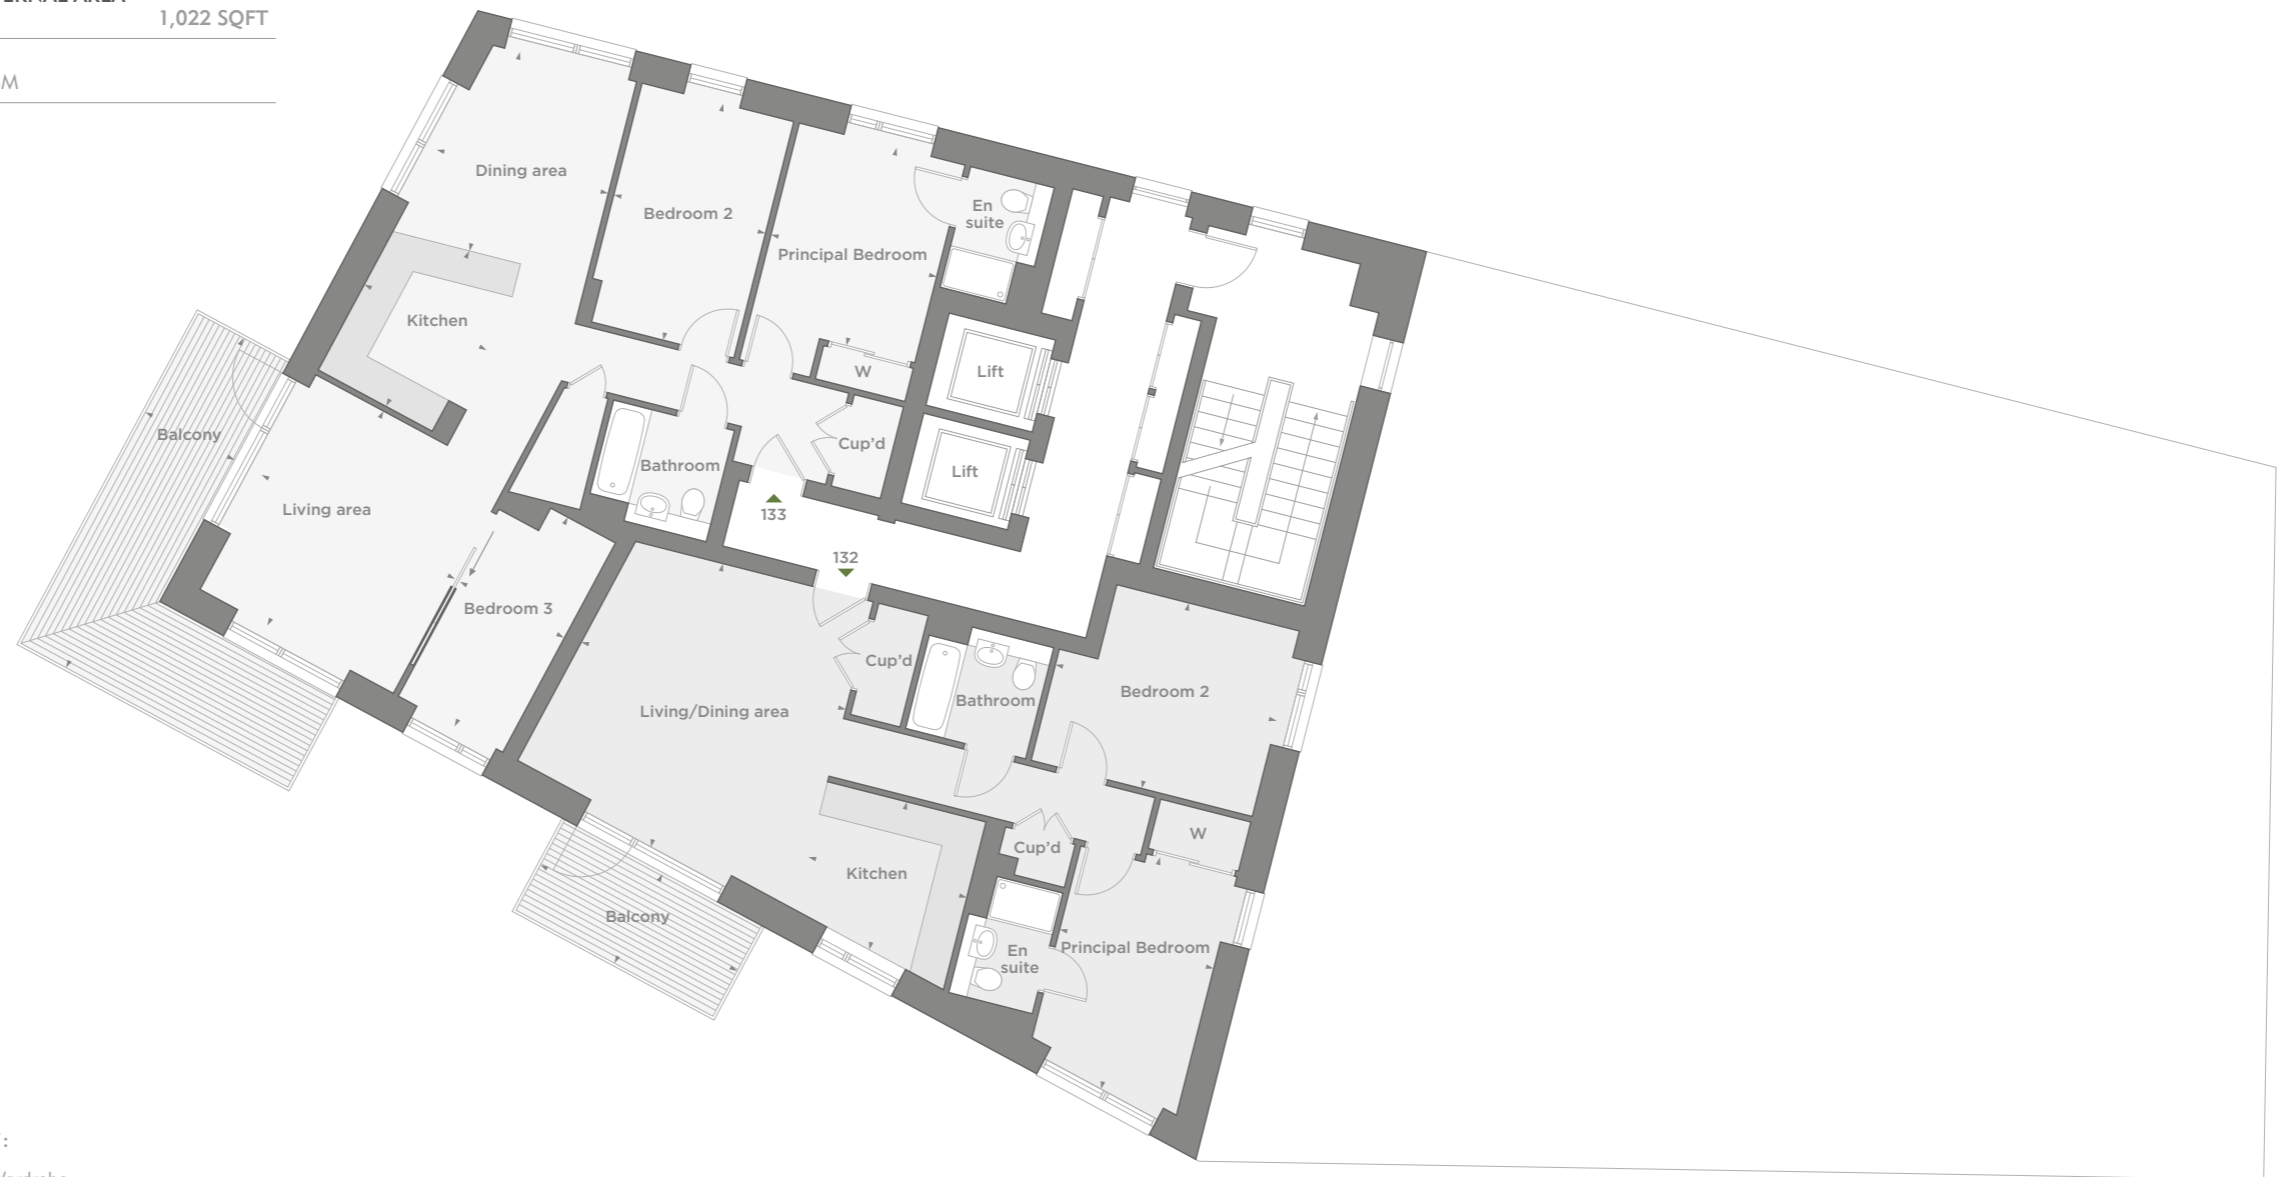 1,022 SQFT
M
Dining area
Bedroom 2
Principal Bedroom
En
suite
Kitchen
Lift
W
Balcony
Cup'd
Bathroom
Lift
Living area
133
132
Bedroom 3
Cup'd
Bathroom
Bedroom 2
Living/Dining area
W
Cup'd
Kitchen
Balcony
En
suite
Principal Bedroom
: